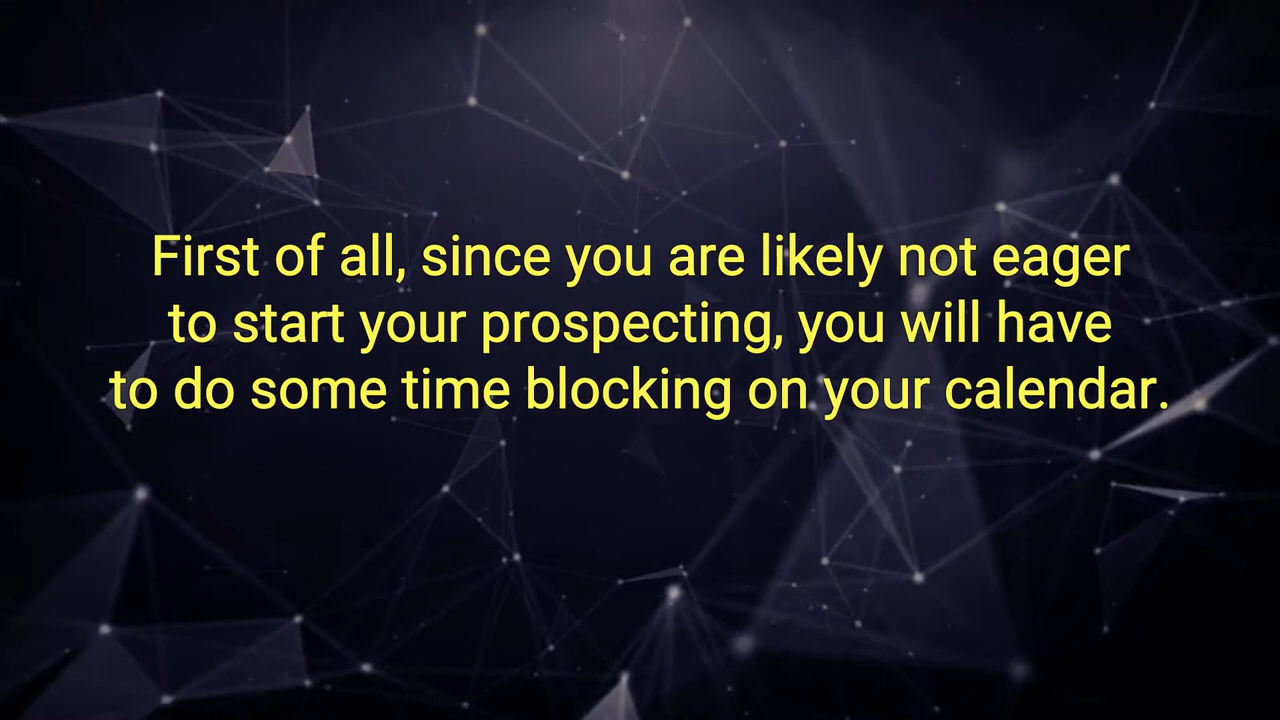 First of all, since you are likely not eager
to start your prospecting, you will have
to do some time blocking on your calendar.